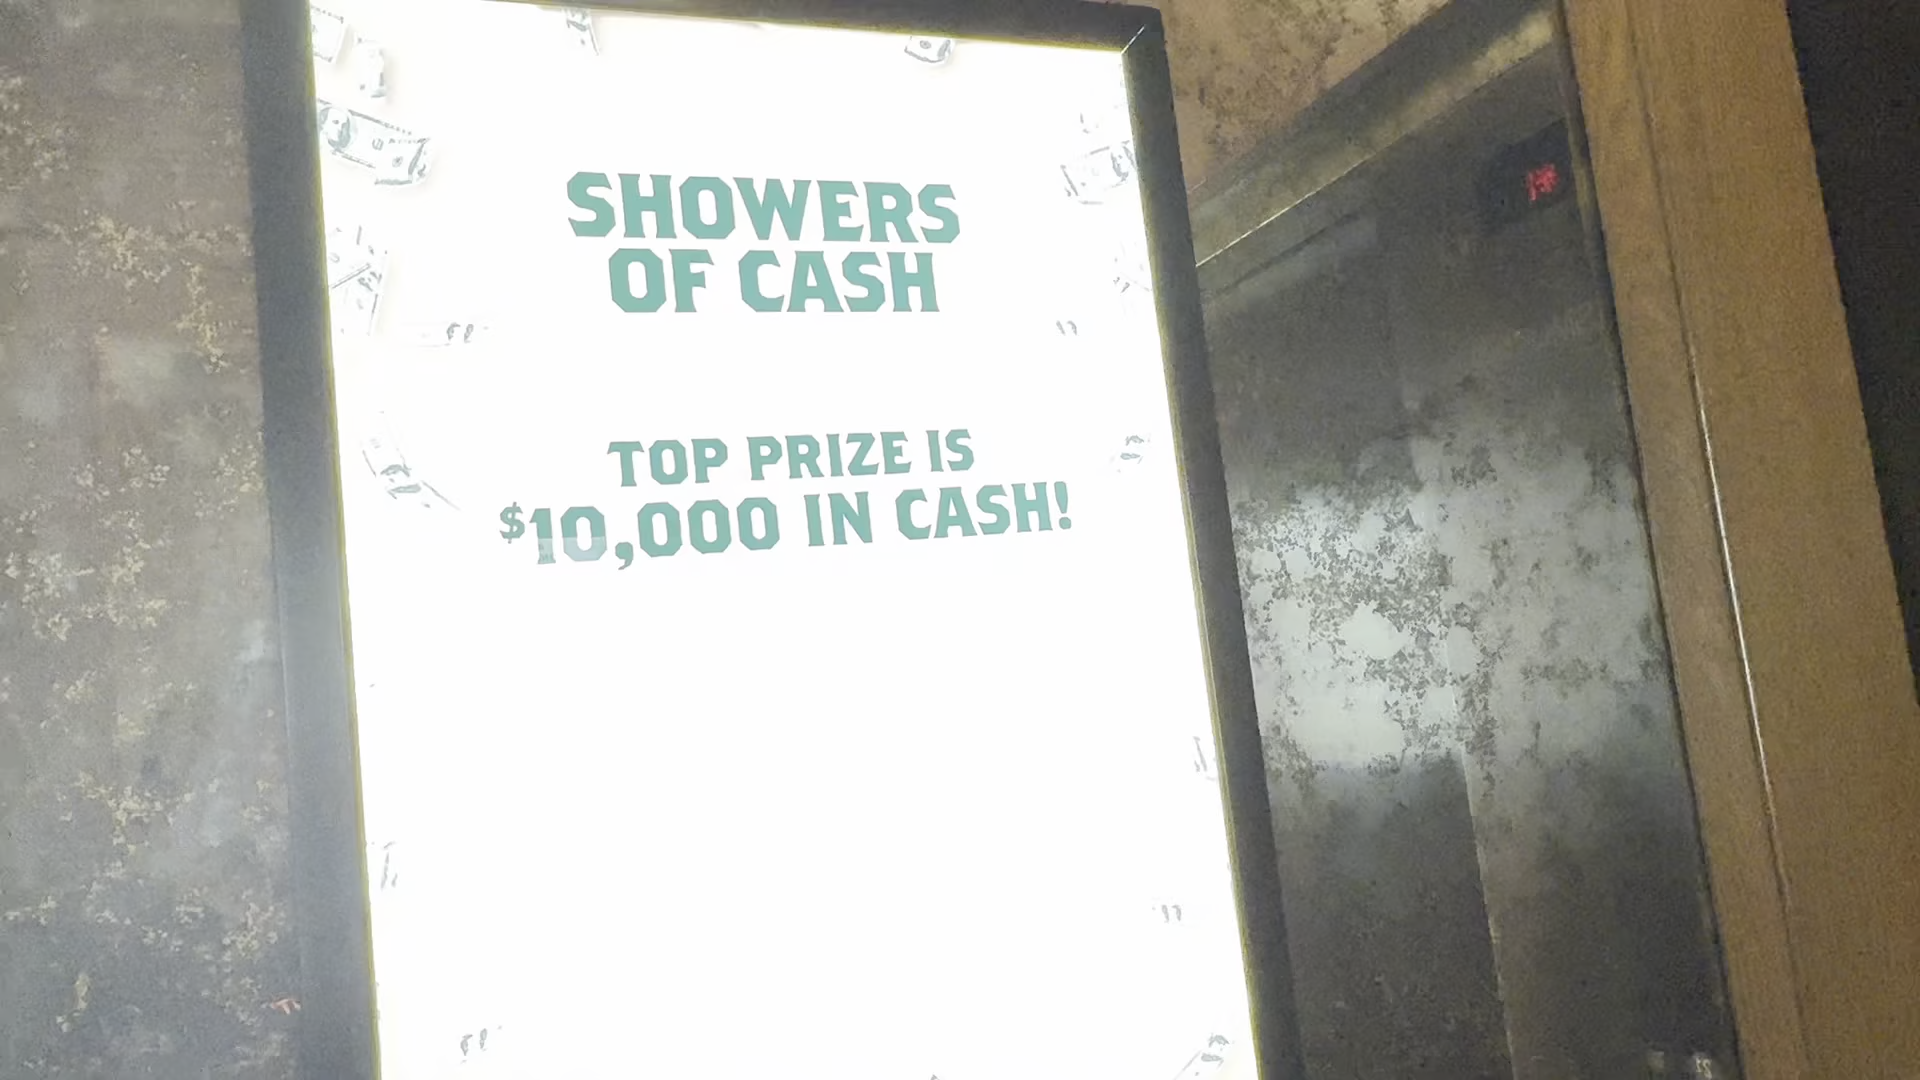 SHOWERS
OF CASH
TOP PRIZE IS
$10,000 IN CASH!